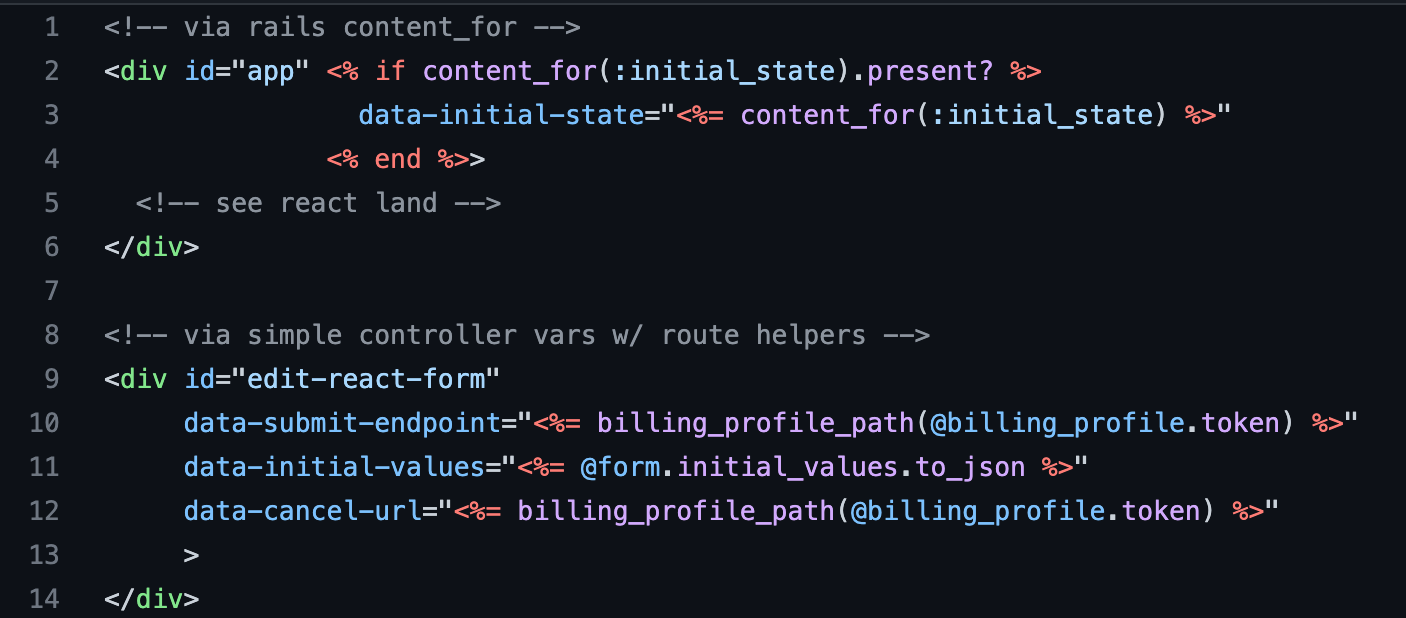 1 <!-- via rails content_for -->
2 <div id="app" <% if content_for(:initial_state).present? %>
3 data-initial-state="<%= content_for(:initial_state) %>"
4 <% end %>>
5 <!-- see react land -->
6 </div>
7
8 <!-- via simple controller vars w/ route helpers -->
9 <div id="edit-react-form"
10 data-submit-endpoint="<%= billing_profile_path(@billing_profile.token) %>"
11 data-initial-values="<%= @form.initial_values.to_json %>"
12 data-cancel-url="<%= billing_profile_path(@billing_profile.token) %>"
13 >
14 </div>